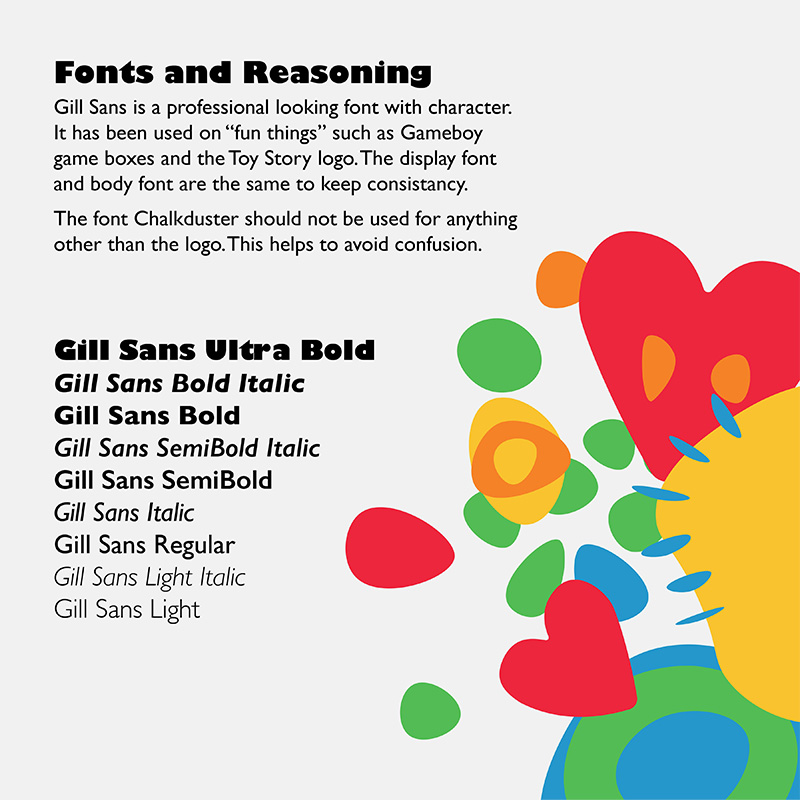 Fonts and Reasoning
Gill Sans is a professional looking font with character.
It has been used on “fun things” such as Gameboy
game boxes and the Toy Story logo. The display font
and body font are the same to keep consistancy.
The font Chalkduster should not be used for anything
other than the logo. This helps to avoid confusion.
Gill Sans Ultra Bold
Gill Sans Bold Italic
Gill Sans Bold
Gill Sans SemiBold Italic
Gill Sans SemiBold
Gill Sans Italic
Gill Sans Regular
Gill Sans Light Italic
Gill Sans Light